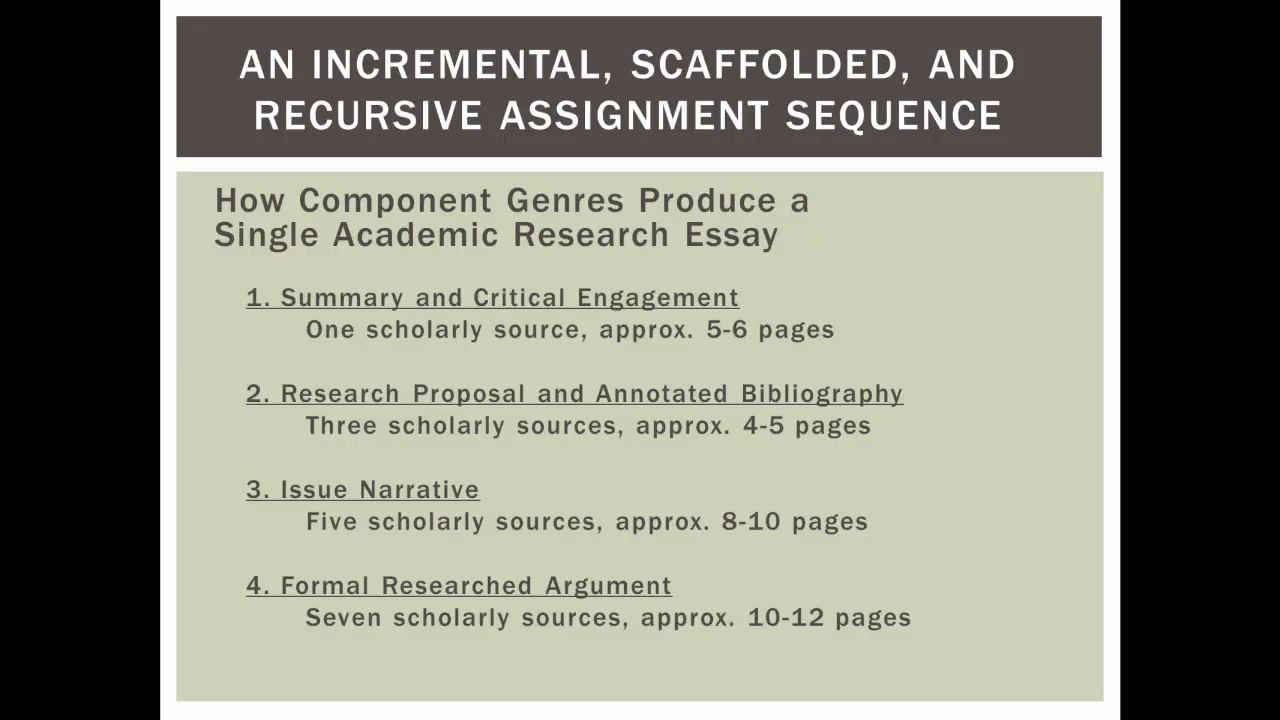 AN INCREMENTAL, SCAFFOLDED, AND
RECURSIVE ASSIGNMENT SEQUENCE
How Component Genres Produce a
Single Academic Research Essay
1. Summary and Critical Engagement
One scholarly source, approx. 5-6 pages
2. Research Proposal and Annotated Bibliography
Three scholarly sources, approx. 4-5 pages
3. Issue Narrative
Five scholarly sources, approx. 8-10 pages
4. Formal Researched Argument
Seven scholarly sources, approx. 10-12 pages